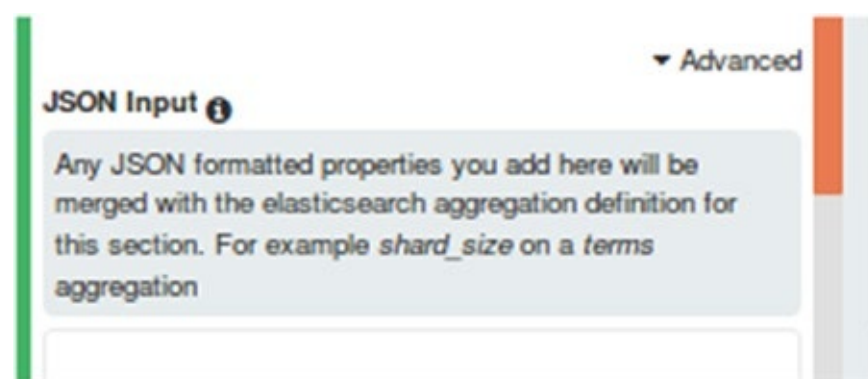 Advanced
JSON Input
Any JSON formatted properties you add here will be
merged with the elasticsearch aggregation definition for
this section. For example shard_size on a terms
aggregation